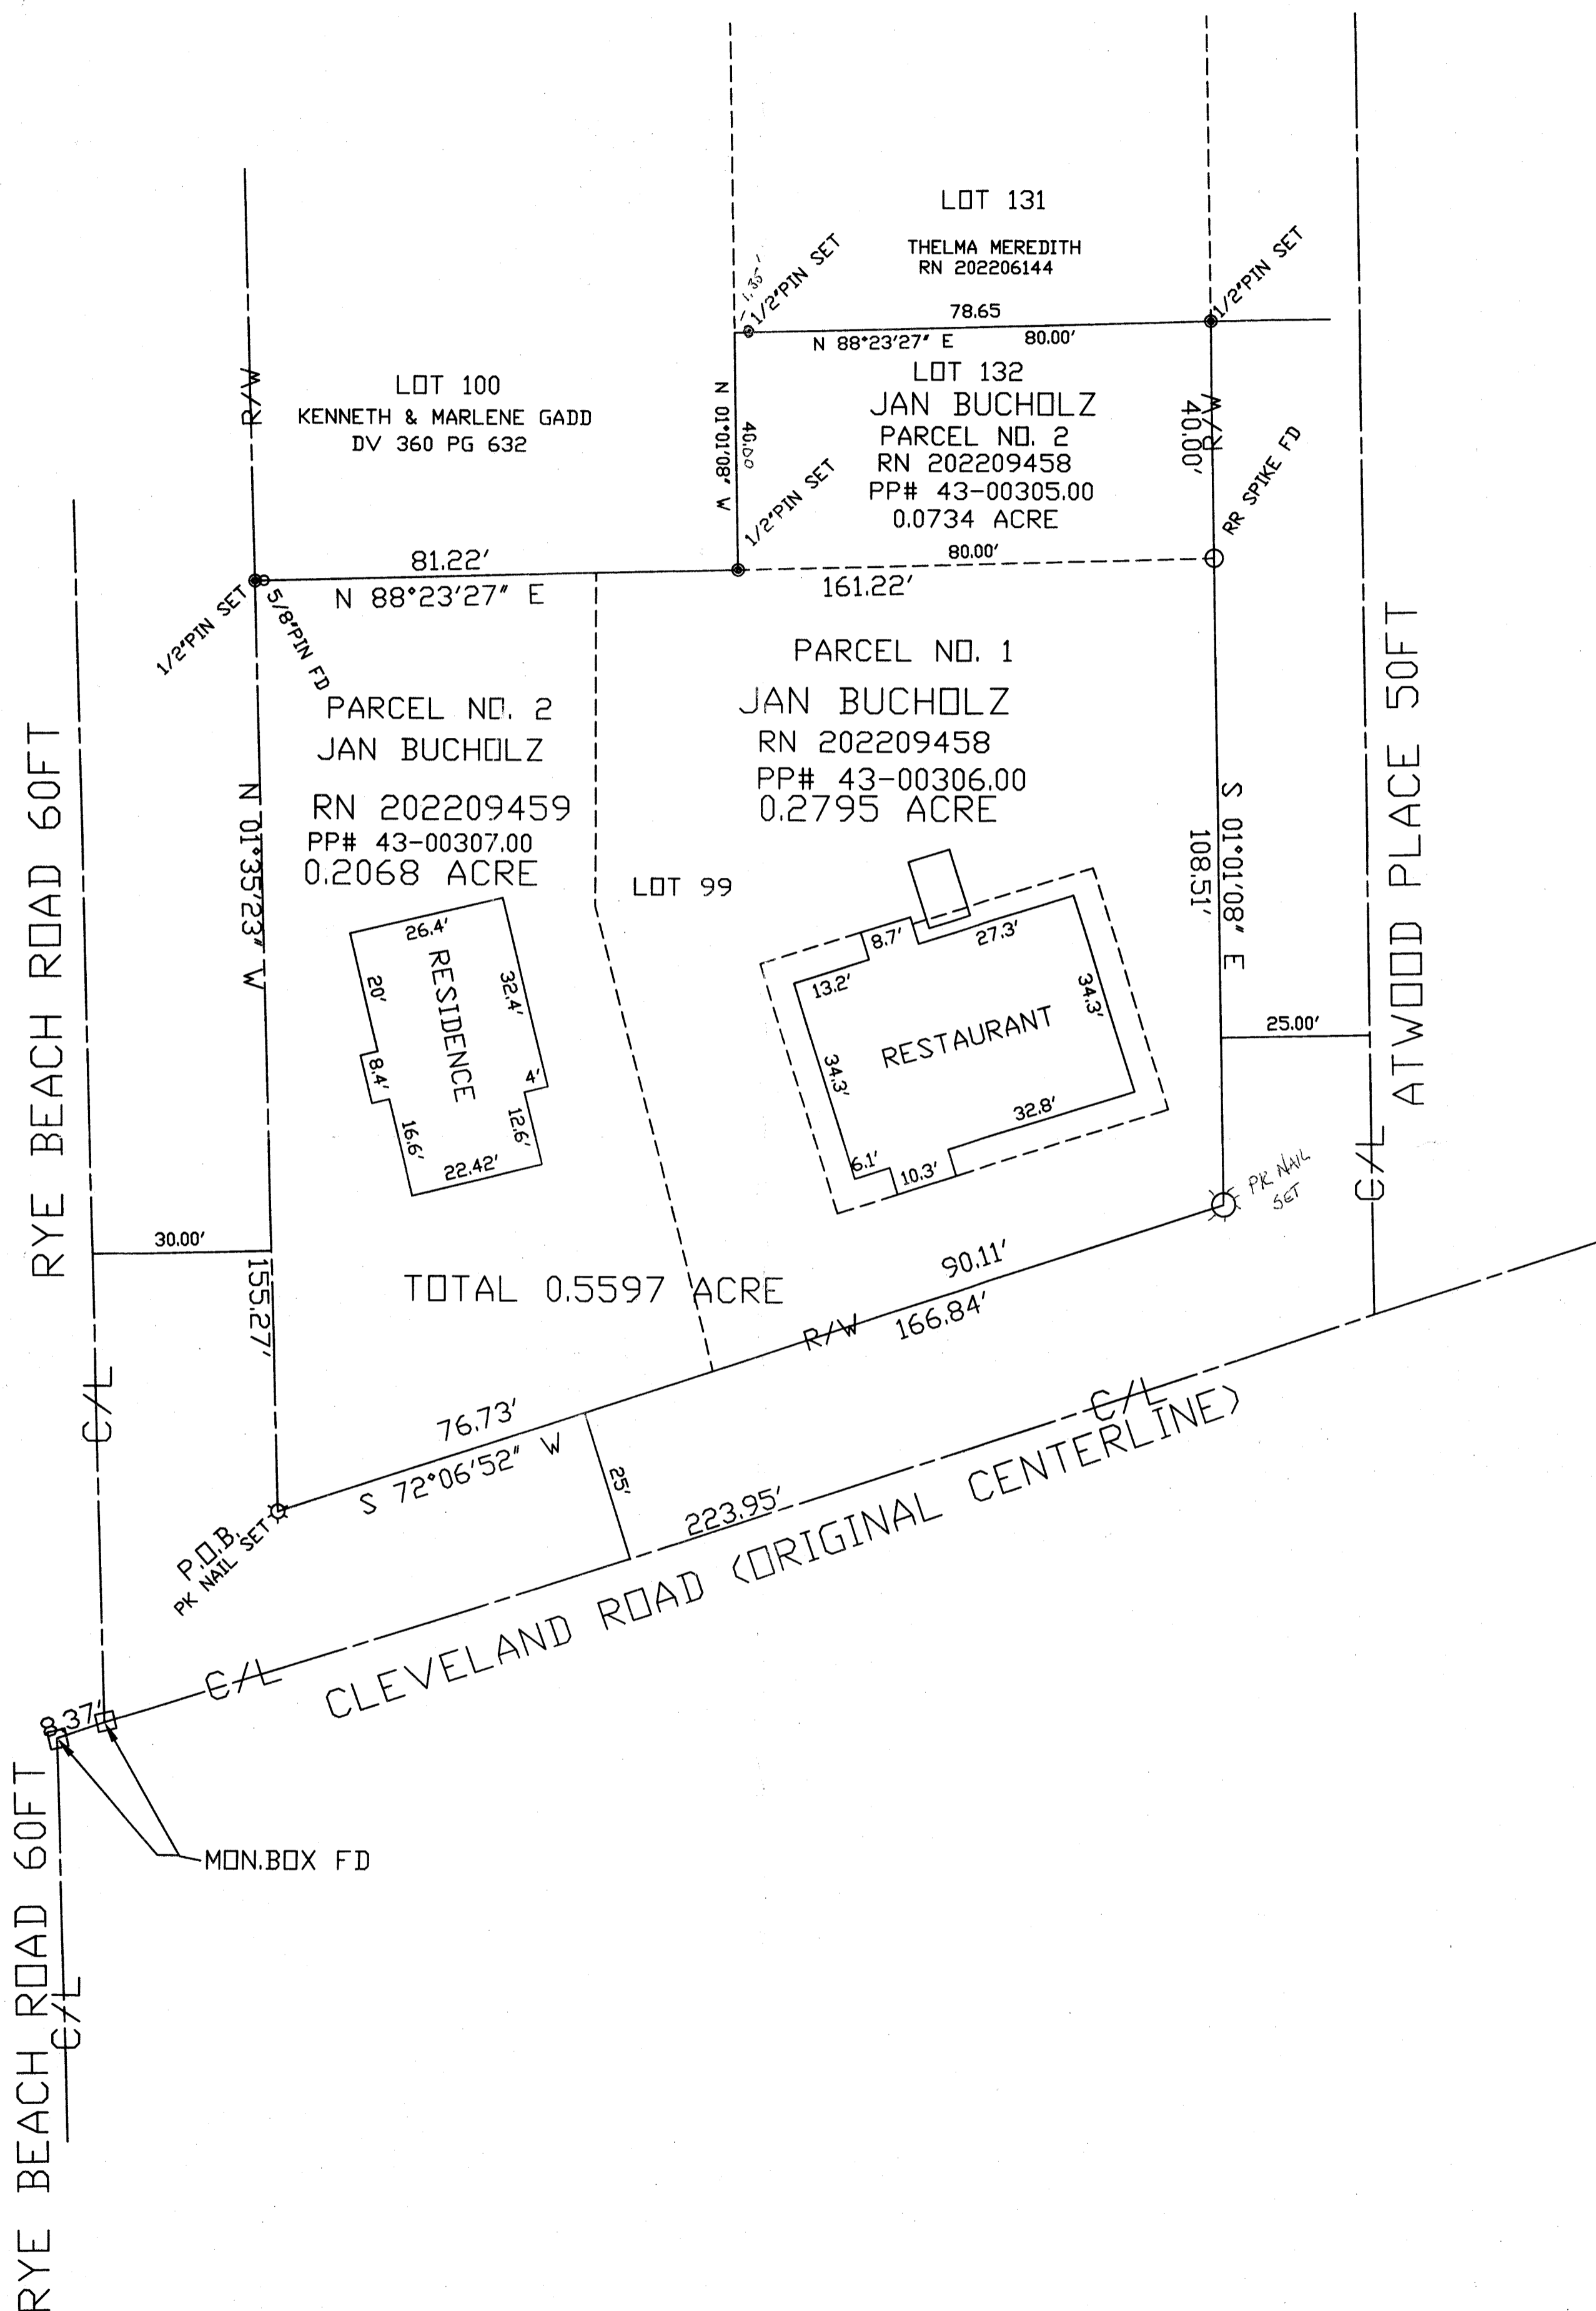 LOT 131
THELMA MEREDITH
RN 202206144
1.35'
1/2"PIN SET
1/2"PIN SET
78.65
N 88°23'27" E 80.00'
R/W
LOT 100
KENNETH & MARLENE GADD
DV 360 PG 632
N 01°01'08" W
40.00
LOT 132
JAN BUCHOLZ
PARCEL NO. 2
RN 202209458
PP# 43-00305.00
0.0734 ACRE
R/W
40.00'
RR SPIKE FD
1/2"PIN SET
81.22'
N 88°23'27" E
80.00'
161.22'
1/2"PIN SET
5/8"PIN FD
PARCEL NO. 1
JAN BUCHOLZ
RN 202209458
PP# 43-00306.00
0.2795 ACRE
PARCEL NO. 2
JAN BUCHOLZ
RN 202209459
PP# 43-00307.00
0.2068 ACRE
LOT 99
RYE BEACH ROAD 60FT
N 01°35'23" W
155.27'
S 01°01'08" E
108.51'
ATWOOD PLACE 50FT
26.4'
20'
RESIDENCE
32.4'
8.4'
4'
16.6'
12.6'
22.42'
8.7'
27.3'
13.2'
34.3'
RESTAURANT
34.3'
32.8'
6.1'
10.3'
25.00'
C/L
PK NAIL
SET
30.00'
TOTAL 0.5597 ACRE
90.11'
R/W
166.84'
C/L
76.73'
S 72°06'52" W
25'
C/L
223.95'
P.O.B.
PK NAIL SET
CLEVELAND ROAD (ORIGINAL CENTERLINE)
C/L
8.37'
MON.BOX FD
RYE BEACH ROAD 60FT
C/L